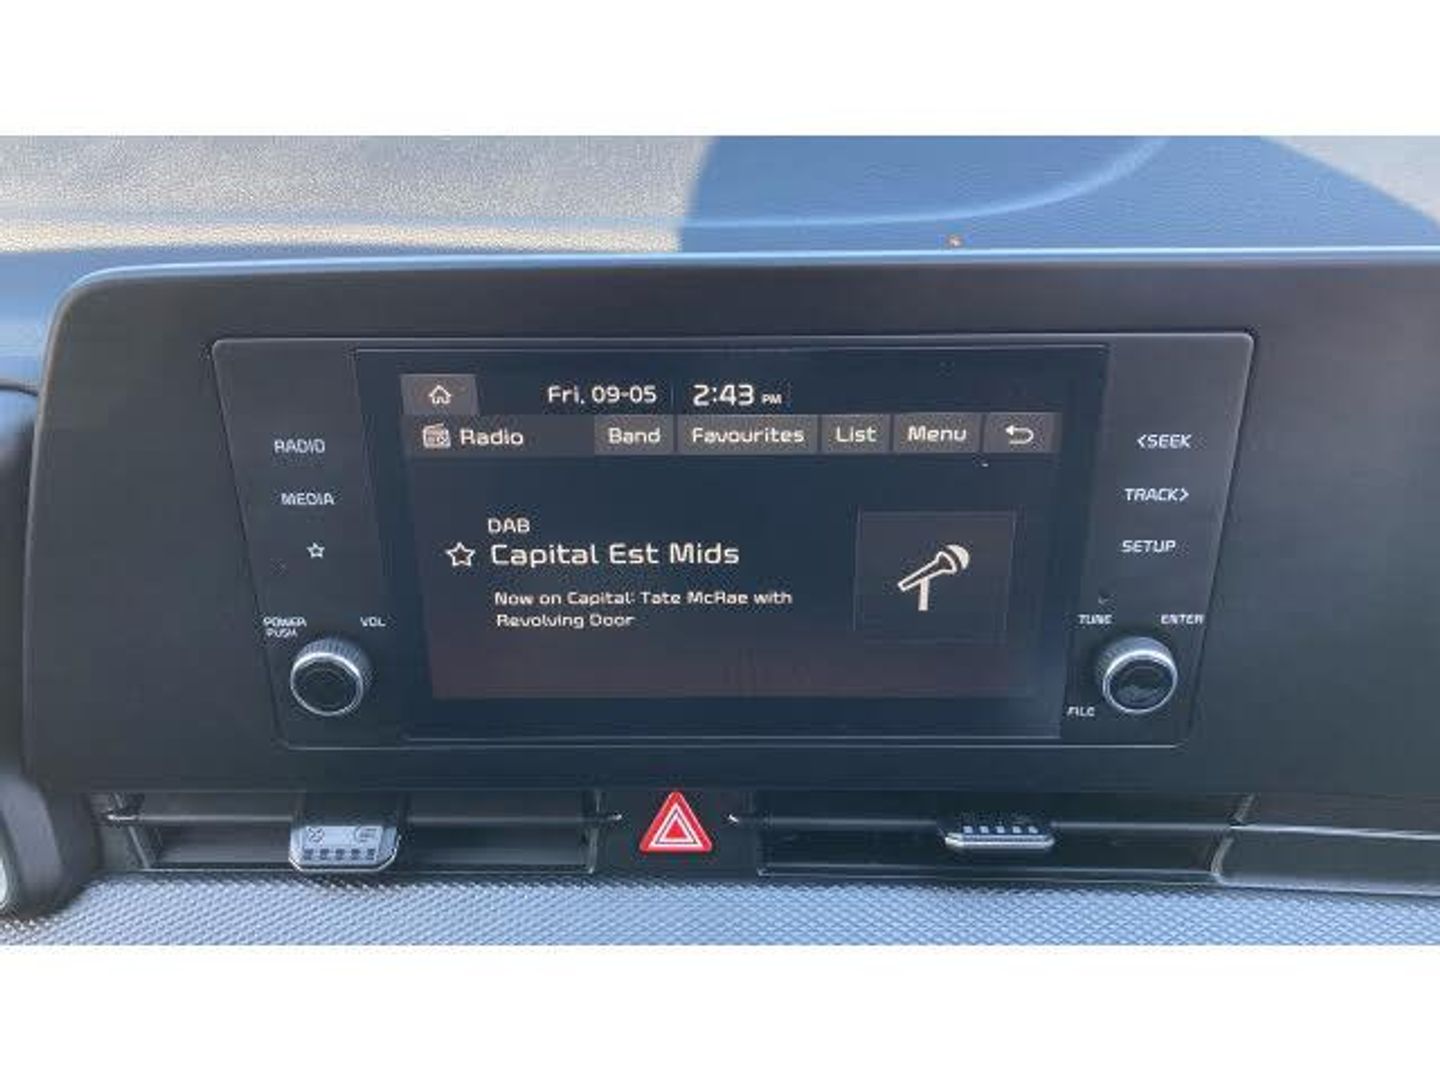 Fri, 09-05 2:43 PM
Radio Band Favourites List Menu
DAB
Capital Est Mids
Now on Capital: Tate McRae with
Revolving Door
RADIO
MEDIA
POWER
PUSH
VOL
<SEEK
TRACK>
SETUP
TUNE
ENTER
FILE